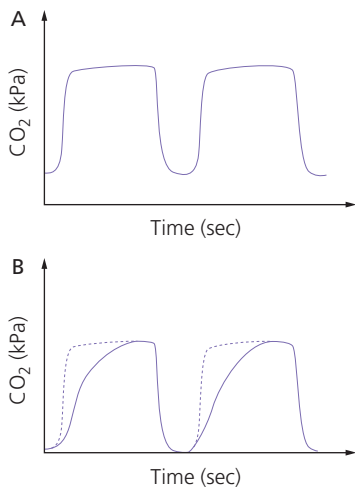 A
CO₂ (kPa)
Time (sec)
B
CO₂ (kPa)
Time (sec)